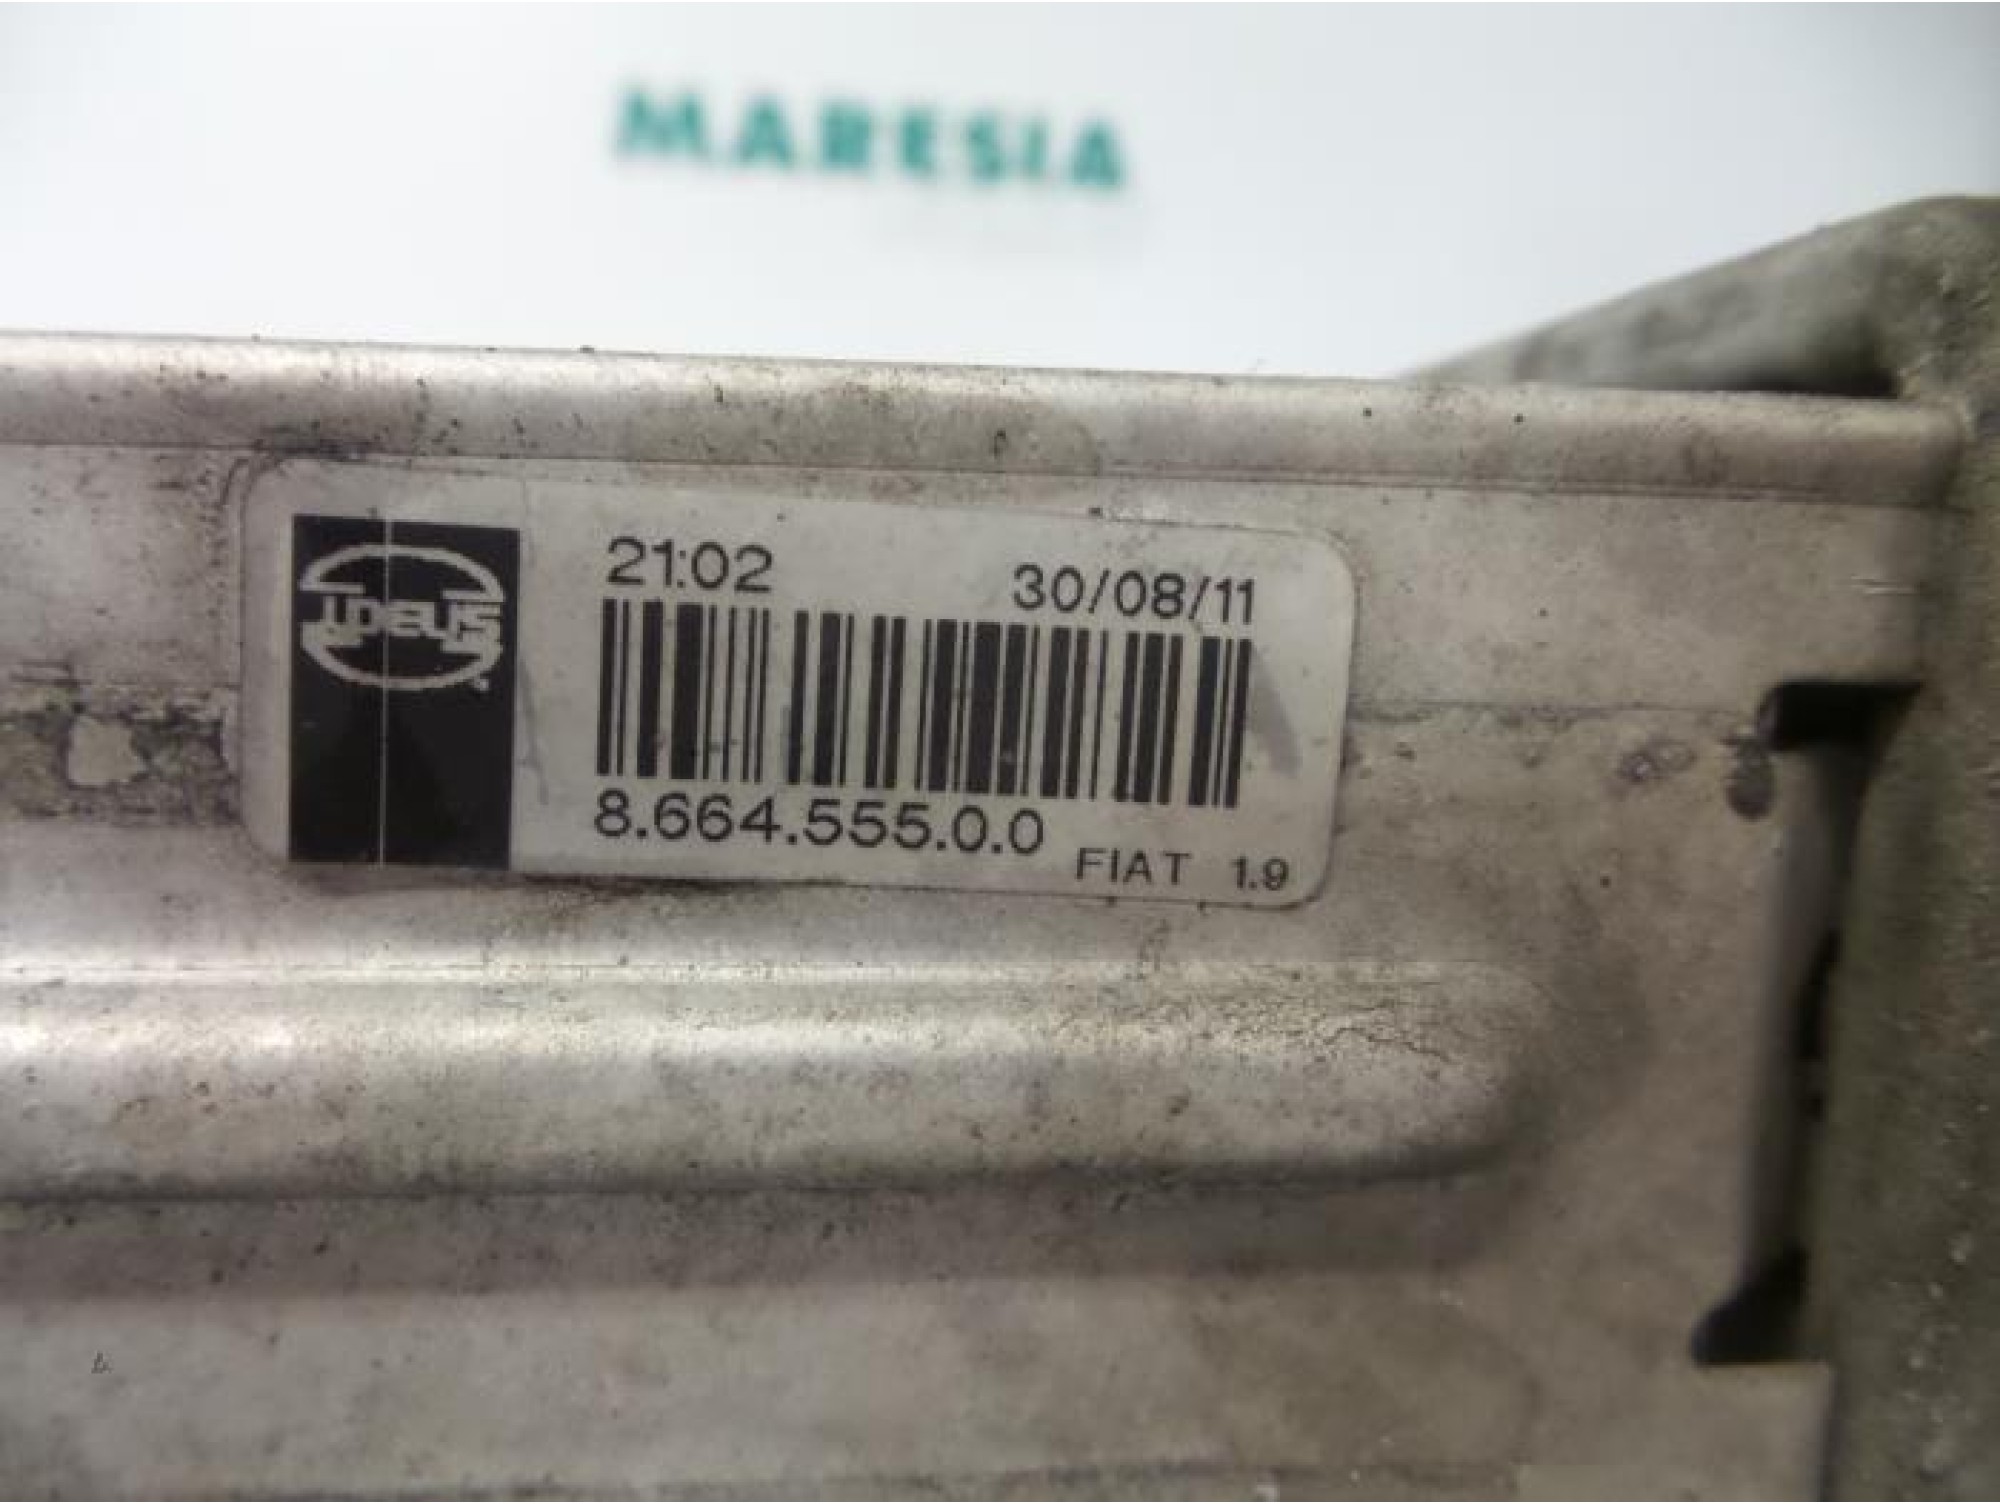 MARESIA
21:02 30/08/11
8.664.555.0.0
FIAT 1.9